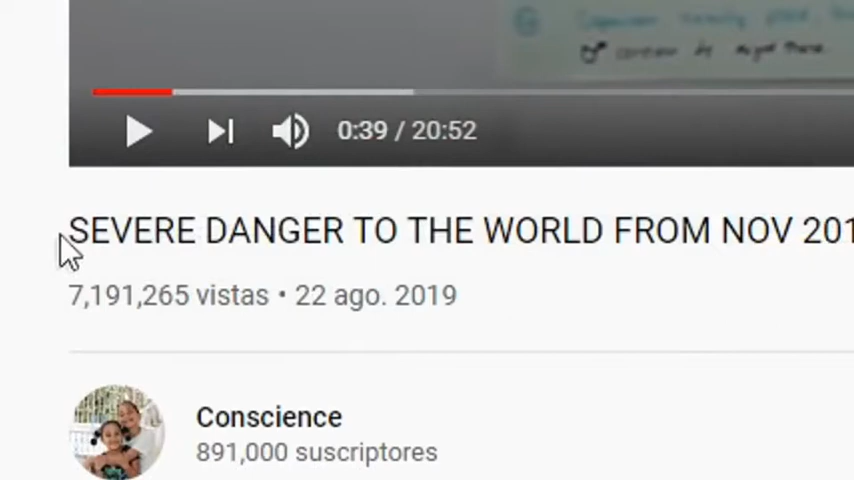 0:39 / 20:52
SEVERE DANGER TO THE WORLD FROM NOV 201
7,191,265 vistas • 22 ago. 2019
Conscience
891,000 suscriptores